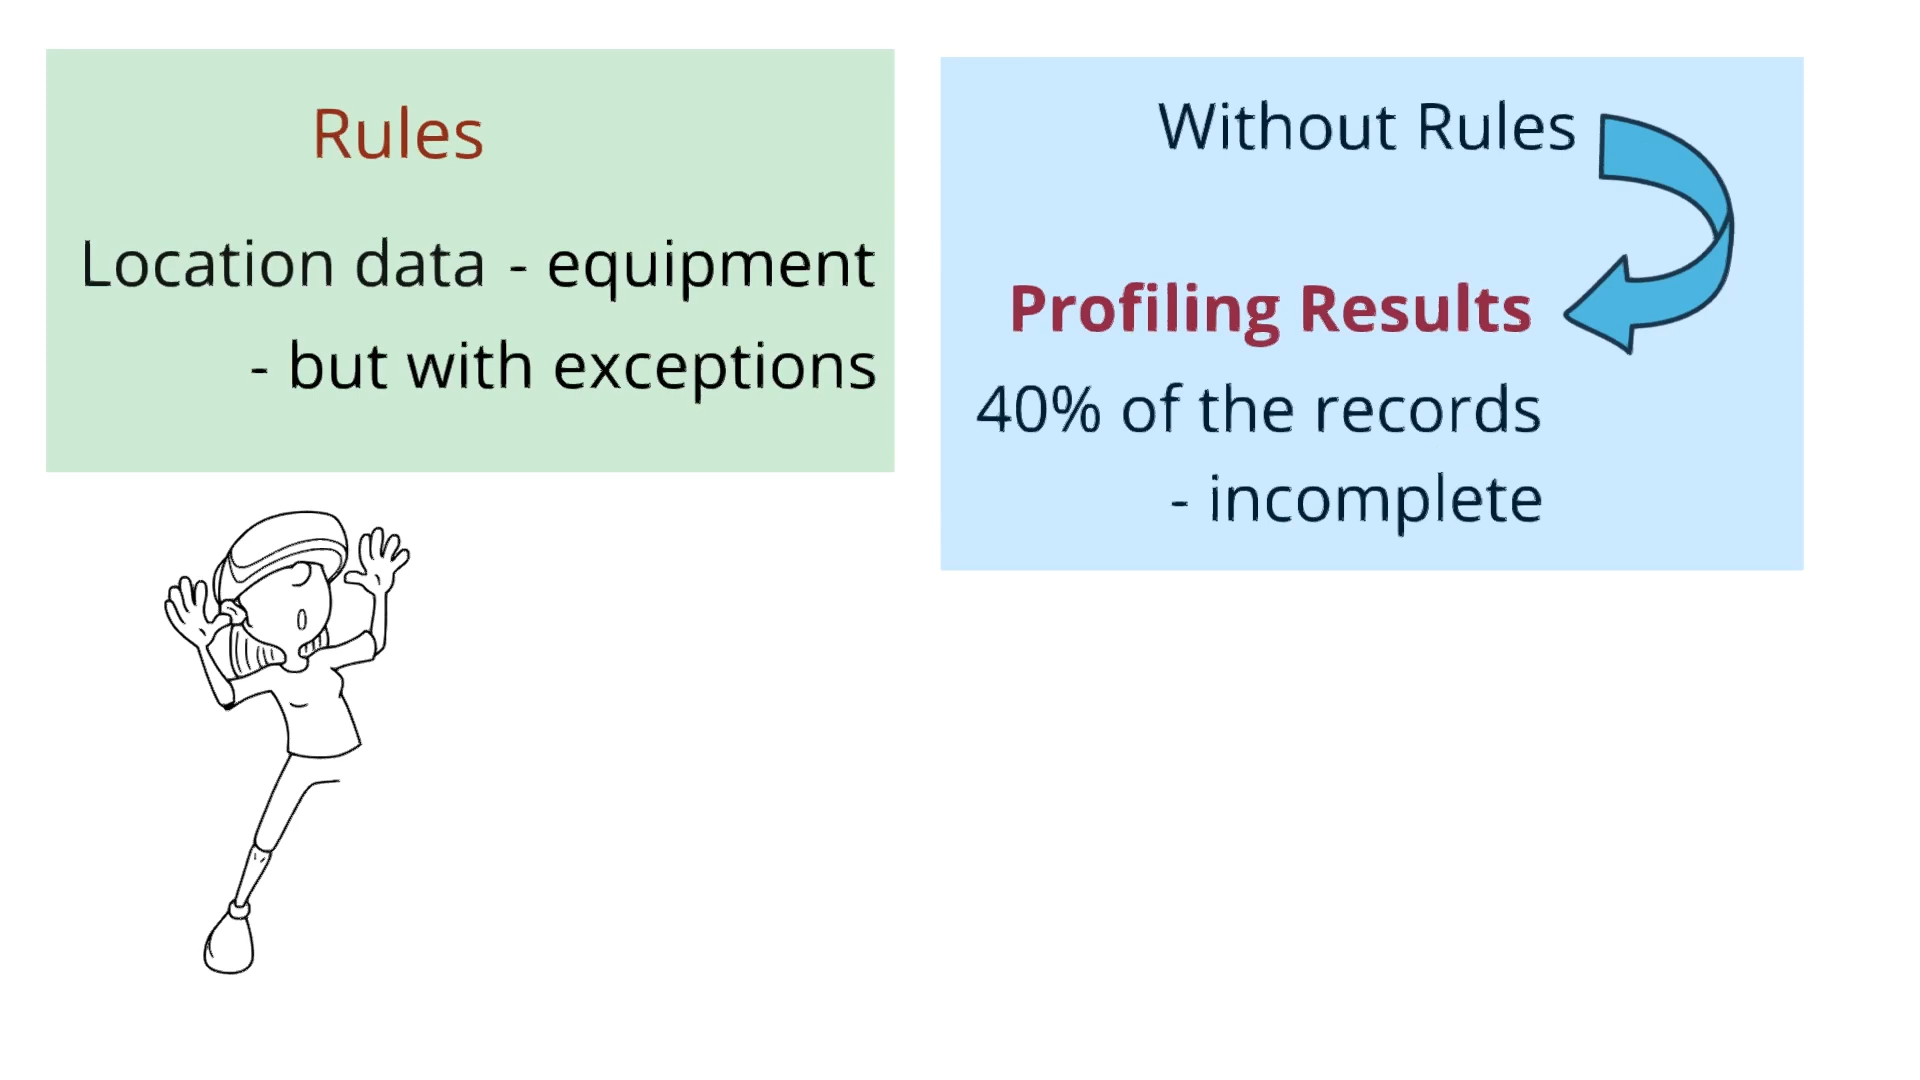 Rules
Location data - equipment
- but with exceptions
Without Rules
Profiling Results
40% of the records
- incomplete